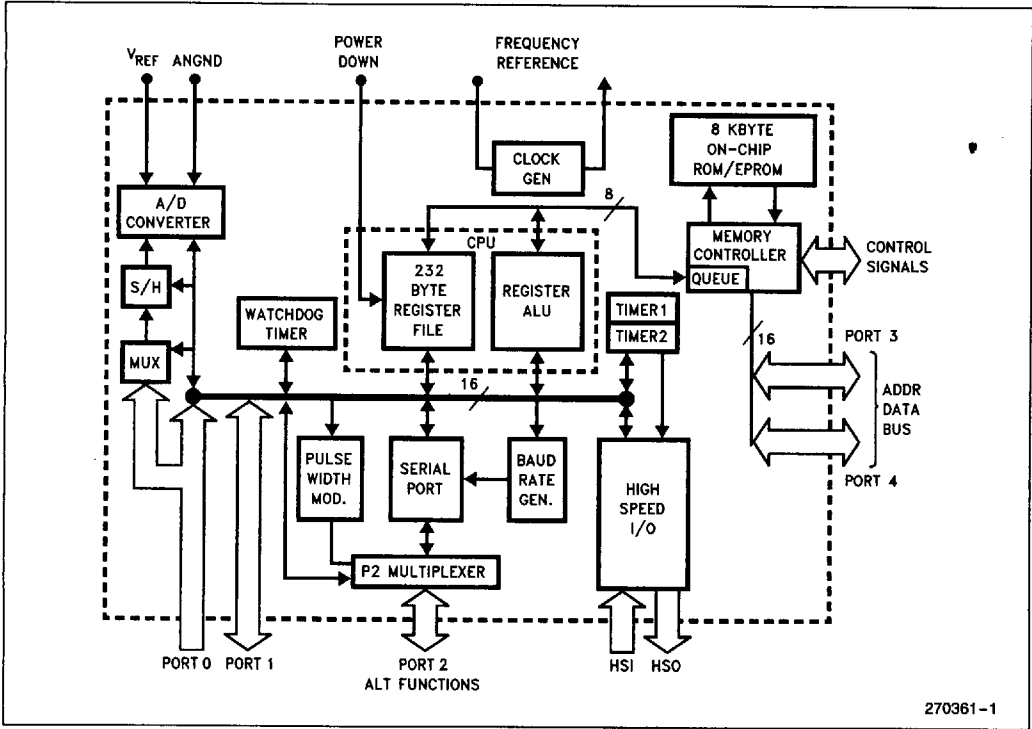 VREF ANGND
POWER
DOWN
FREQUENCY
REFERENCE
8 KBYTE
ON-CHIP
ROM/EPROM
CLOCK
GEN
A/D
CONVERTER
8
CPU
MEMORY
CONTROLLER
QUEUE
CONTROL
SIGNALS
232
BYTE
REGISTER
FILE
REGISTER
ALU
S/H
WATCHDOG
TIMER
TIMER1
TIMER2
MUX
16
16
PORT 3
ADDR
DATA
BUS
PORT 4
PULSE
WIDTH
MOD.
SERIAL
PORT
BAUD
RATE
GEN.
HIGH
SPEED
I/O
P2 MULTIPLEXER
PORT 0 PORT 1
PORT 2
ALT FUNCTIONS
HSI HSO
270361-1